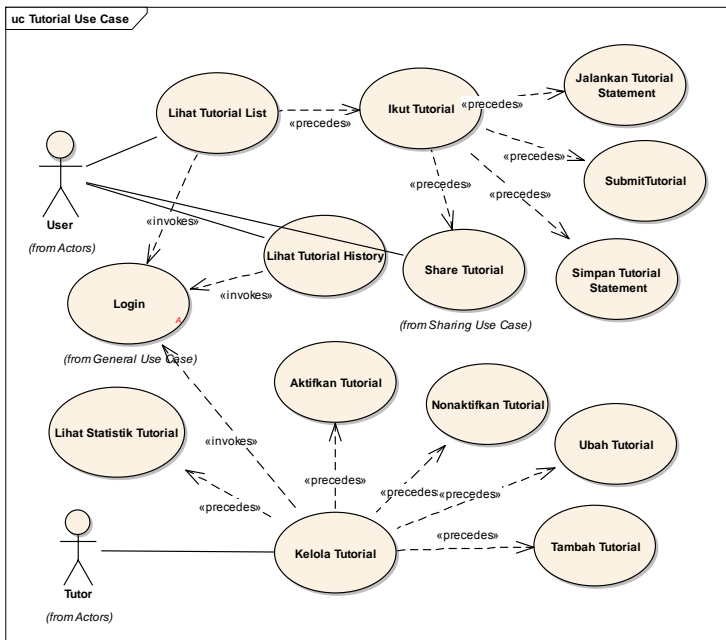 uc Tutorial Use Case
Lihat Tutorial List
«precedes»
Ikut Tutorial
«precedes»
Jalankan Tutorial
Statement
«precedes»
SubmitTutorial
«precedes»
Simpan Tutorial
Statement
«precedes»
User
(from Actors)
«invokes»
Lihat Tutorial History
«invokes»
Share Tutorial
(from Sharing Use Case)
Login
A
(from General Use Case)
Aktifkan Tutorial
Nonaktifkan Tutorial
Lihat Statistik Tutorial
«invokes»
Ubah Tutorial
«precedes»
«precedes»
«precedes»
«precedes»
Tutor
(from Actors)
Kelola Tutorial
«precedes»
Tambah Tutorial